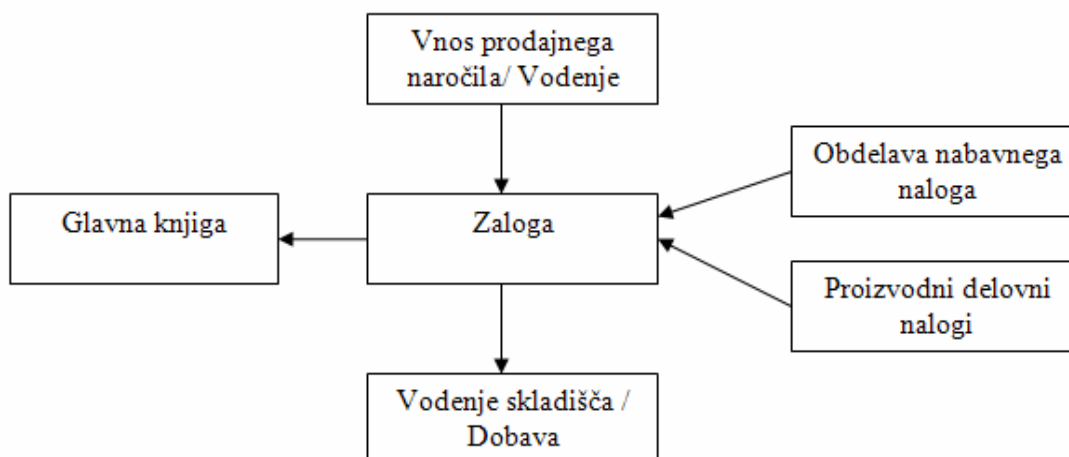 Vnos prodajnega
naročila/ Vodenje
Obdelava nabavnega
naloga
Glavna knjiga
Zaloga
Proizvodni delovni
nalogi
Vodenje skladišča /
Dobava